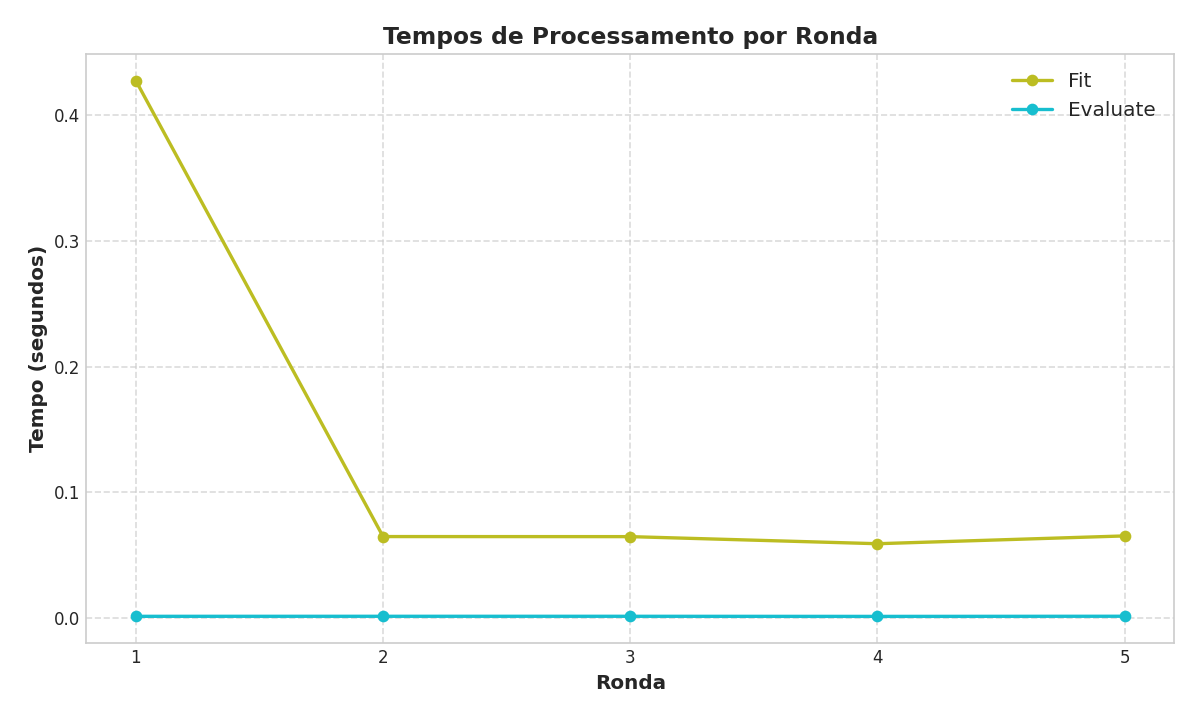 Tempos de Processamento por Ronda
Fit
Evaluate
Tempo (segundos)
0.4
0.3
0.2
0.1
0.0
1 2 3 4 5
Ronda